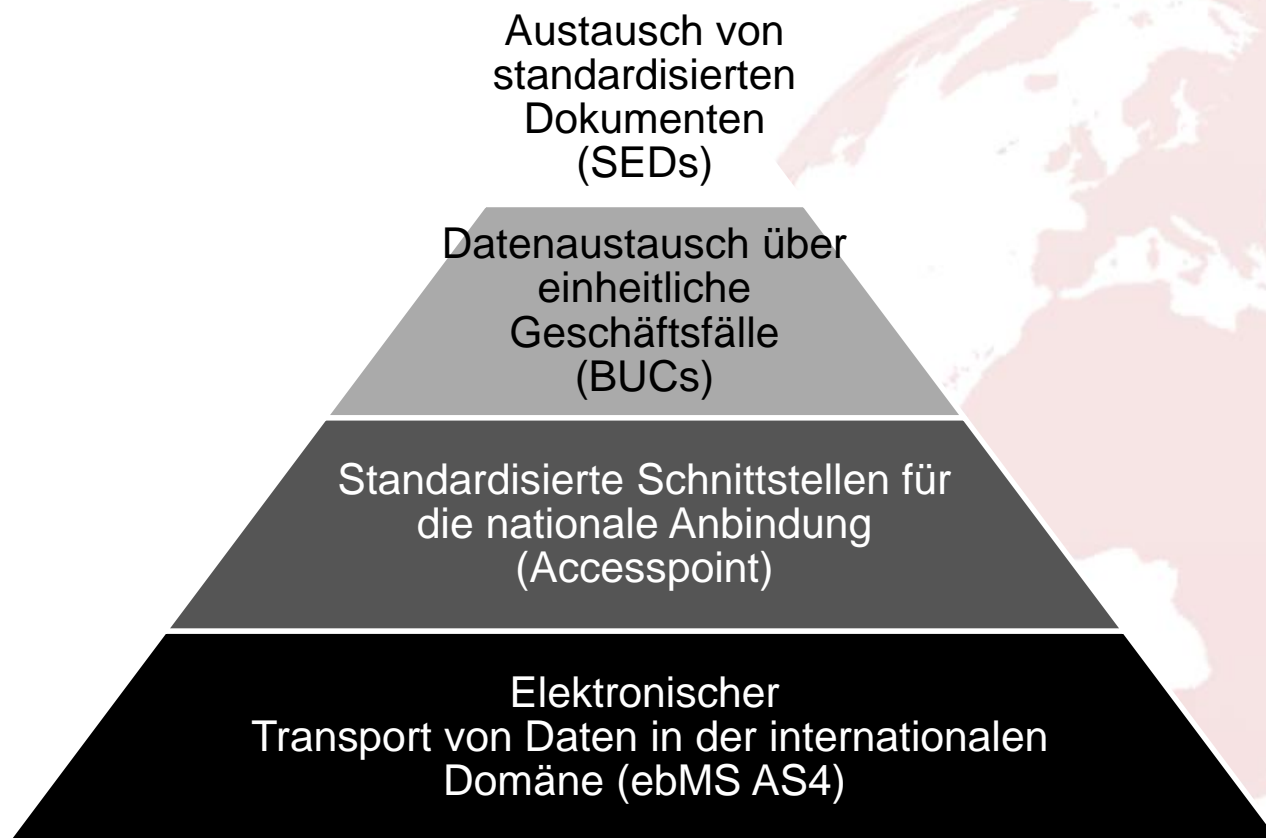 Austausch von
standardisierten
Dokumenten
(SEDs)
Datenaustausch über
einheitliche
Geschäftsfälle
(BUCs)
Standardisierte Schnittstellen für
die nationale Anbindung
(Accesspoint)
Elektronischer
Transport von Daten in der internationalen
Domäne (ebMS AS4)